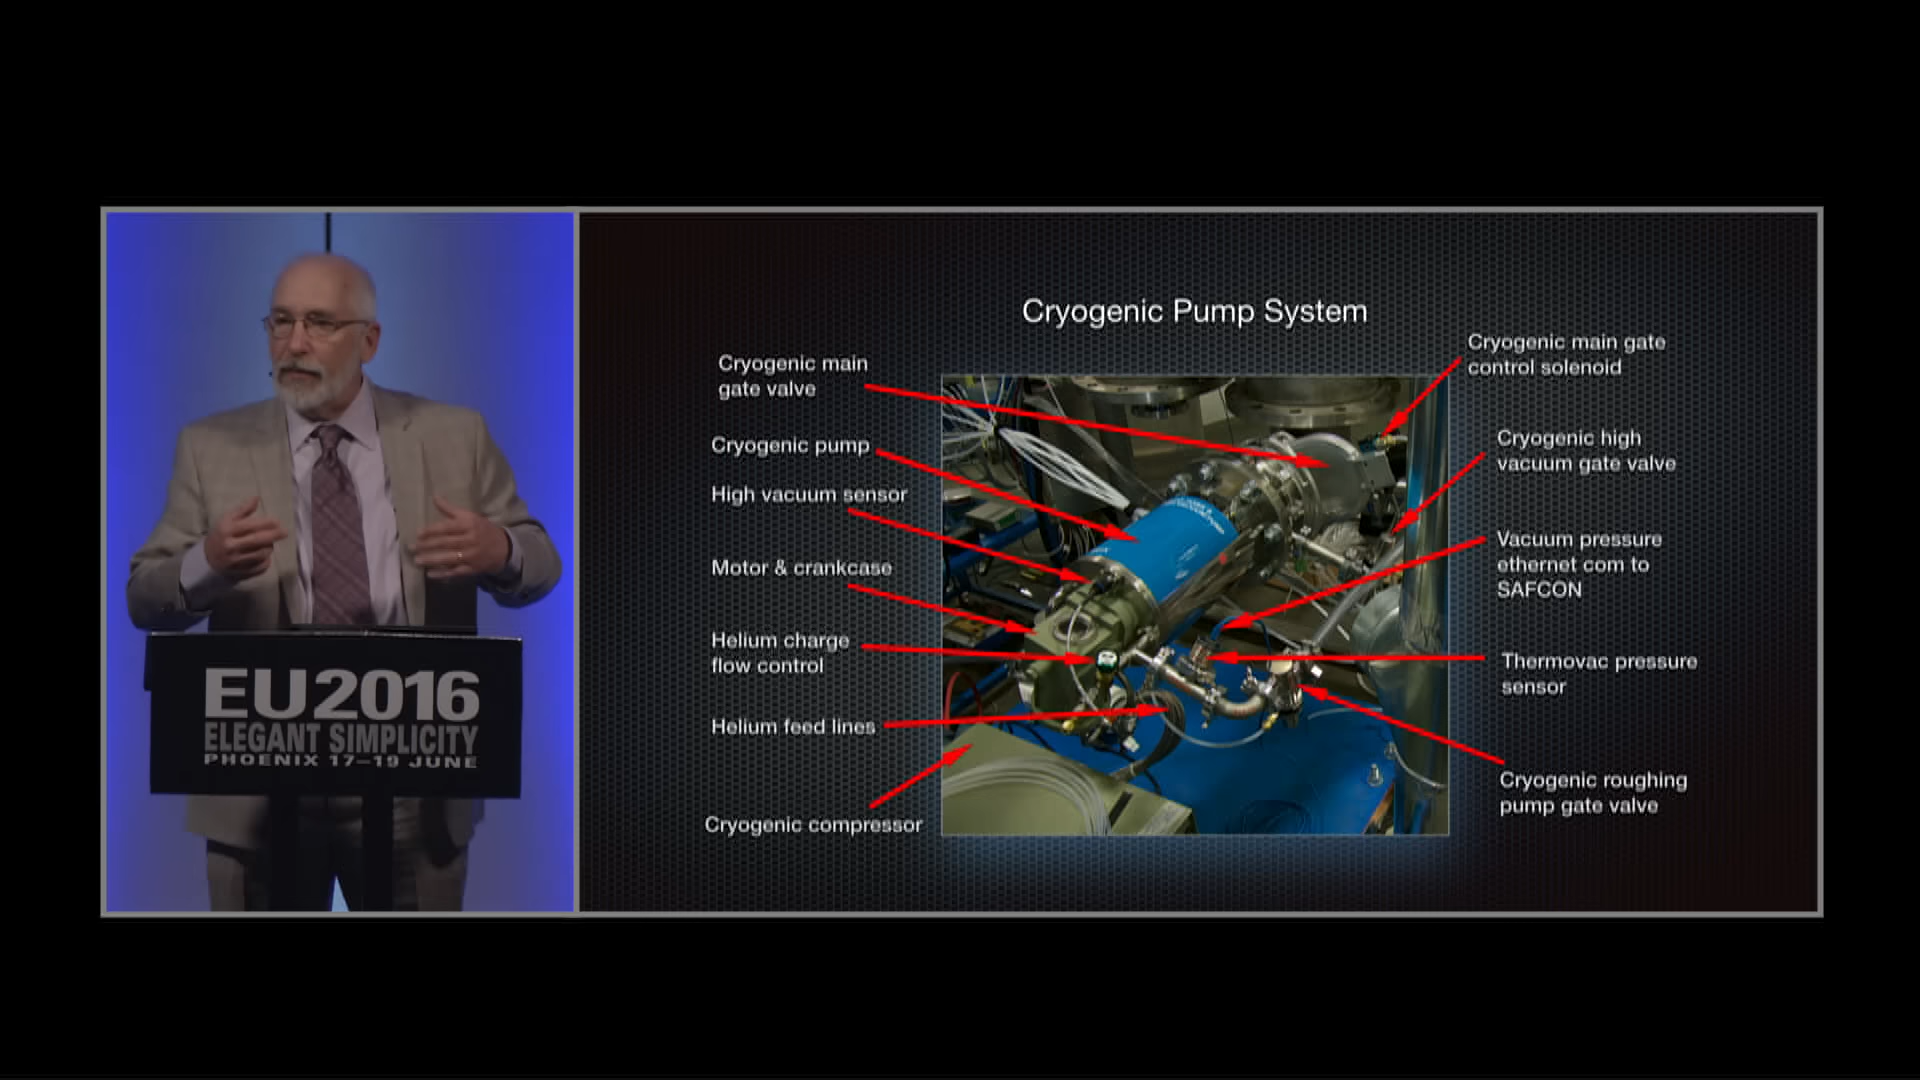 EU2016
ELEGANT SIMPLICITY
PHOENIX 17–19 JUNE
Cryogenic Pump System
Cryogenic main
gate valve
Cryogenic pump
High vacuum sensor
Motor & crankcase
Helium charge
flow control
Helium feed lines
Cryogenic compressor
Cryogenic main gate
control solenoid
Cryogenic high
vacuum gate valve
Vacuum pressure
ethernet com to
SAFCON
Thermovac pressure
sensor
Cryogenic roughing
pump gate valve